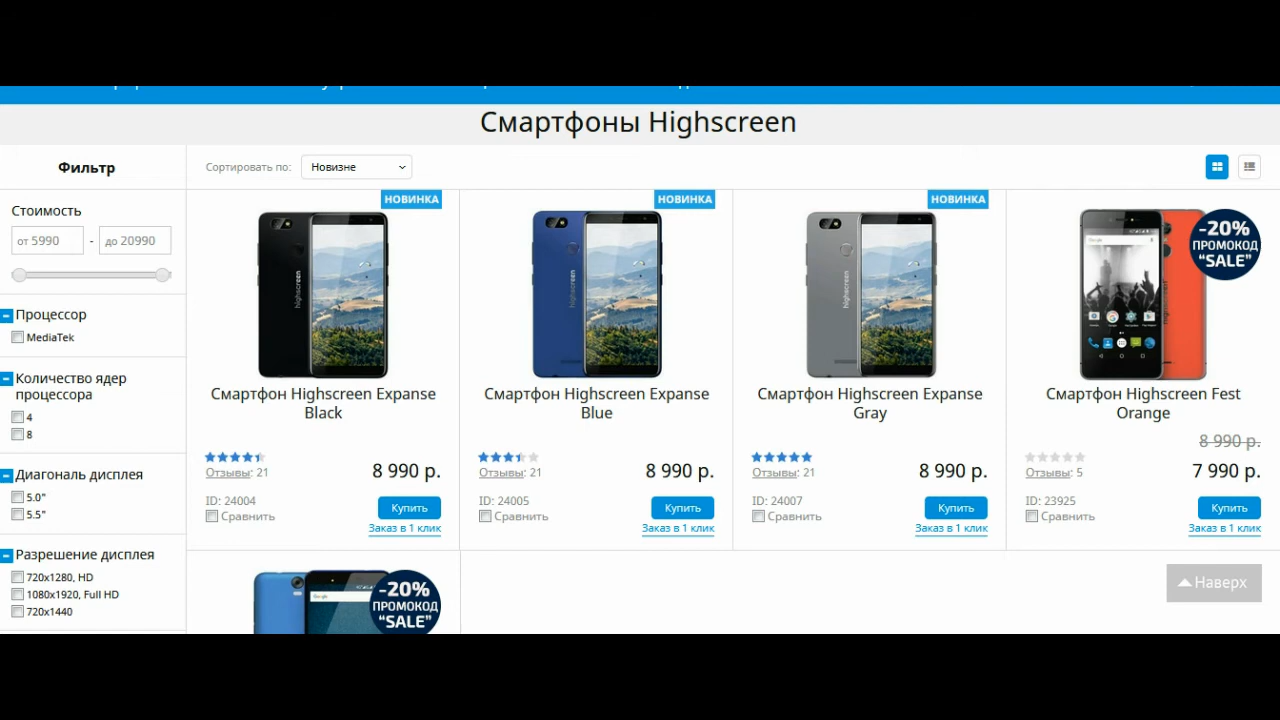 Смартфоны Highscreen
Фильтр
Сортировать по:
Новизне
Стоимость
от 5990
-
до 20990
Процессор
MediaTek
Количество ядер
процессора
4
8
Диагональ дисплея
5.0"
5.5"
Разрешение дисплея
720x1280, HD
1080x1920, Full HD
720x1440
НОВИНКА
highscreen
Смартфон Highscreen Expanse
Black
Отзывы: 21
8 990 р.
ID: 24004
Купить
Сравнить
Заказ в 1 клик
НОВИНКА
highscreen
Смартфон Highscreen Expanse
Blue
Отзывы: 21
8 990 р.
ID: 24005
Купить
Сравнить
Заказ в 1 клик
НОВИНКА
highscreen
Смартфон Highscreen Expanse
Gray
Отзывы: 21
8 990 р.
ID: 24007
Купить
Сравнить
Заказ в 1 клик
-20%
ПРОМОКОД
“SALE”
Смартфон Highscreen Fest
Orange
8 990 р.
Отзывы: 5
7 990 р.
ID: 23925
Купить
Сравнить
Заказ в 1 клик
-20%
ПРОМОКОД
“SALE”
Наверх